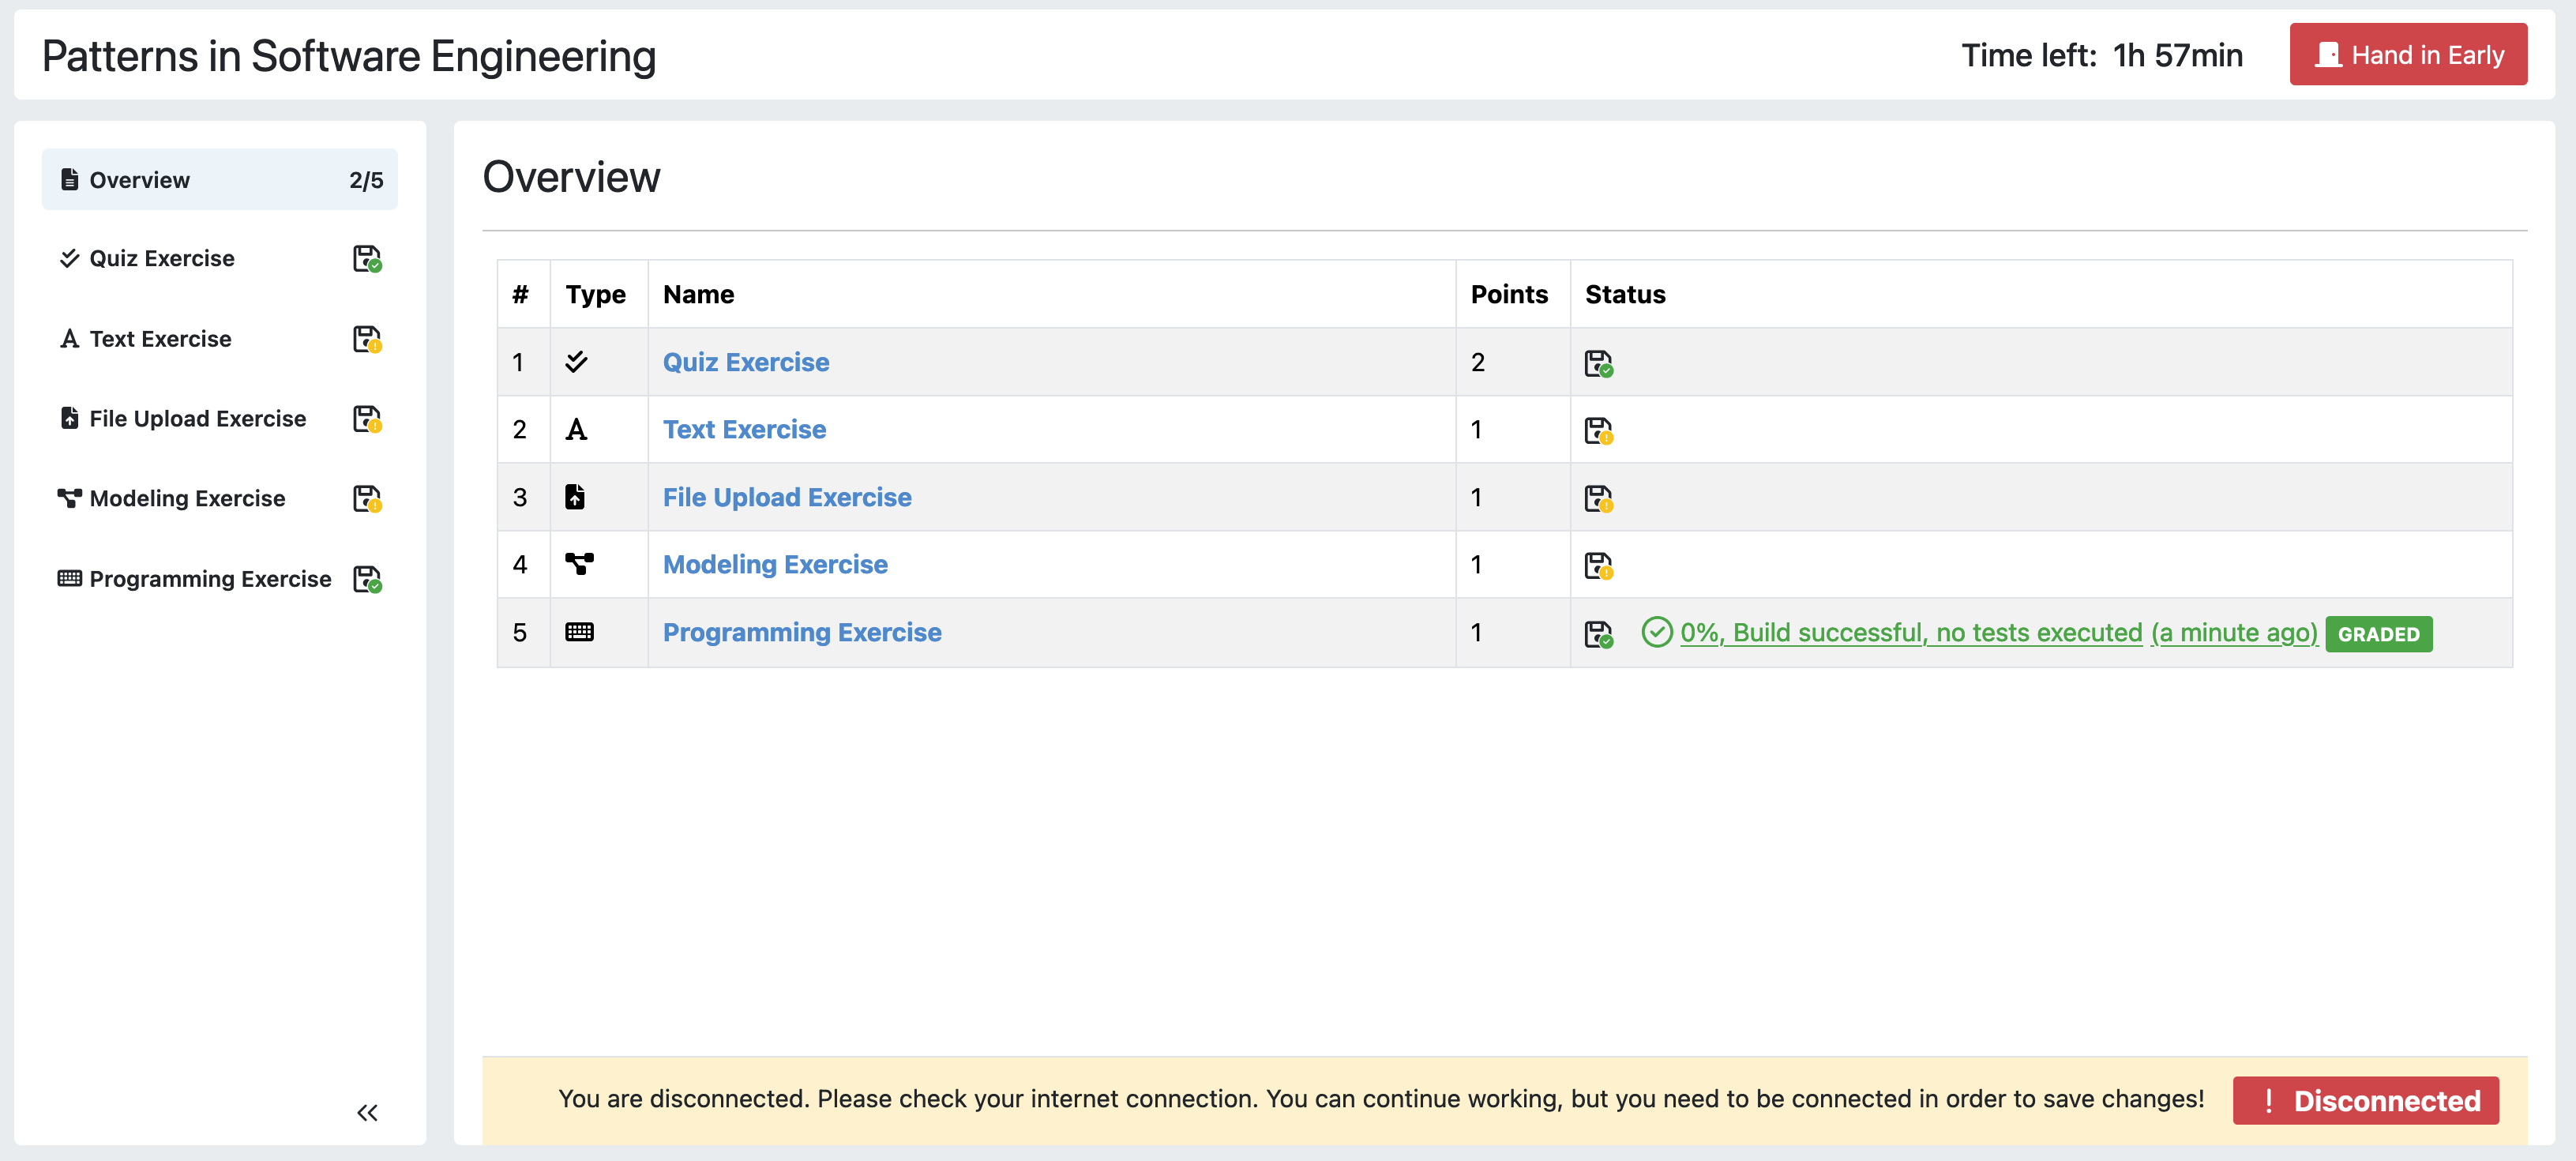 Patterns in Software Engineering
Time left: 1h 57min
Hand in Early
Overview 2/5
Quiz Exercise
Text Exercise
File Upload Exercise
Modeling Exercise
Programming Exercise
Overview
# Type Name Points Status
1 Quiz Exercise 2
2 Text Exercise 1
3 File Upload Exercise 1
4 Modeling Exercise 1
5 Programming Exercise 1 0%, Build successful, no tests executed (a minute ago) GRADED
You are disconnected. Please check your internet connection. You can continue working, but you need to be connected in order to save changes!
! Disconnected